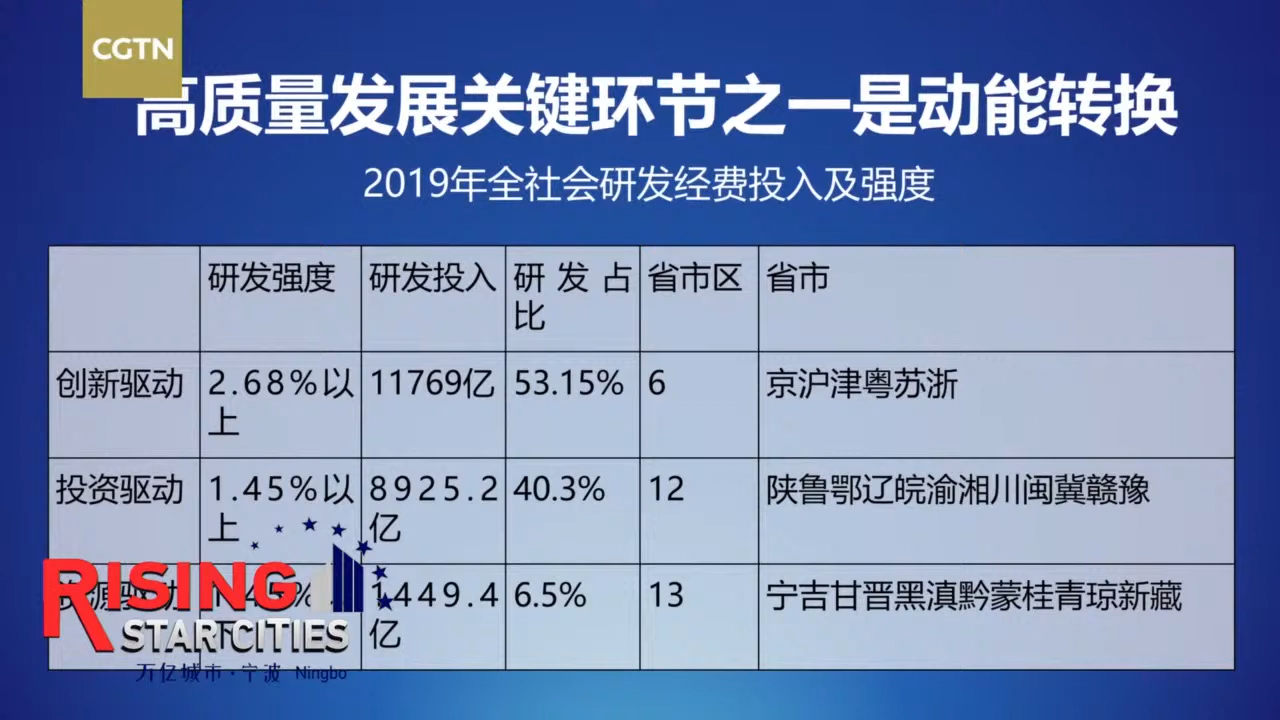 CGTN
高质量发展关键环节之一是动能转换
2019年全社会研发经费投入及强度
研发强度 研发投入 研发占 省市区 省市
比
创新驱动 2.68%以 11769亿 53.15% 6 京沪津粤苏浙
上
投资驱动 1.45%以 8925.2 40.3% 12 陕鲁鄂辽皖渝湘川闽冀赣豫
上 亿
1449.4 6.5% 13 宁吉甘晋黑滇黔蒙桂青琼新藏
亿
RISING
STAR CITIES
万亿城市·宁波 Ningbo